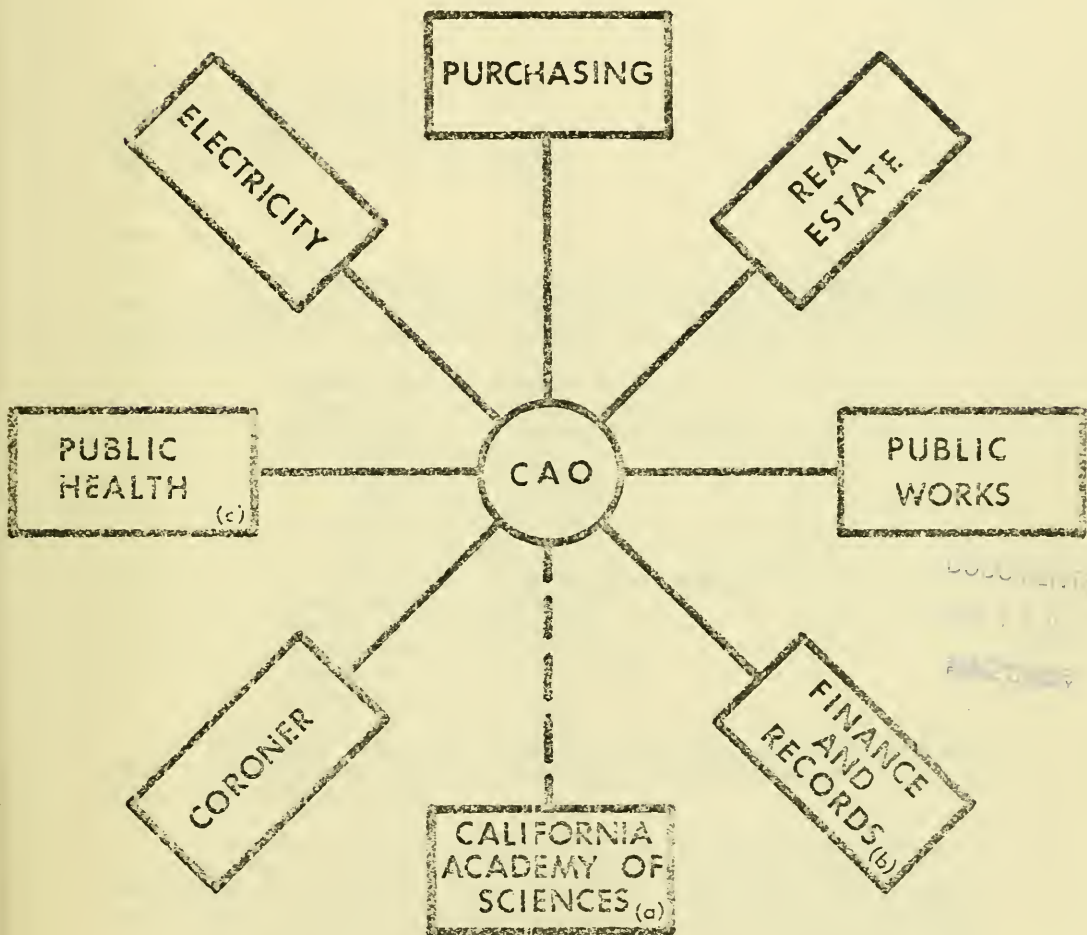 PURCHASING
ELECTRICITY
REAL
ESTATE
PUBLIC
HEALTH
(c)
CAO
PUBLIC
WORKS
CORONER
CALIFORNIA
ACADEMY OF
SCIENCES (a)
FINANCE
AND
RECORDS (b)